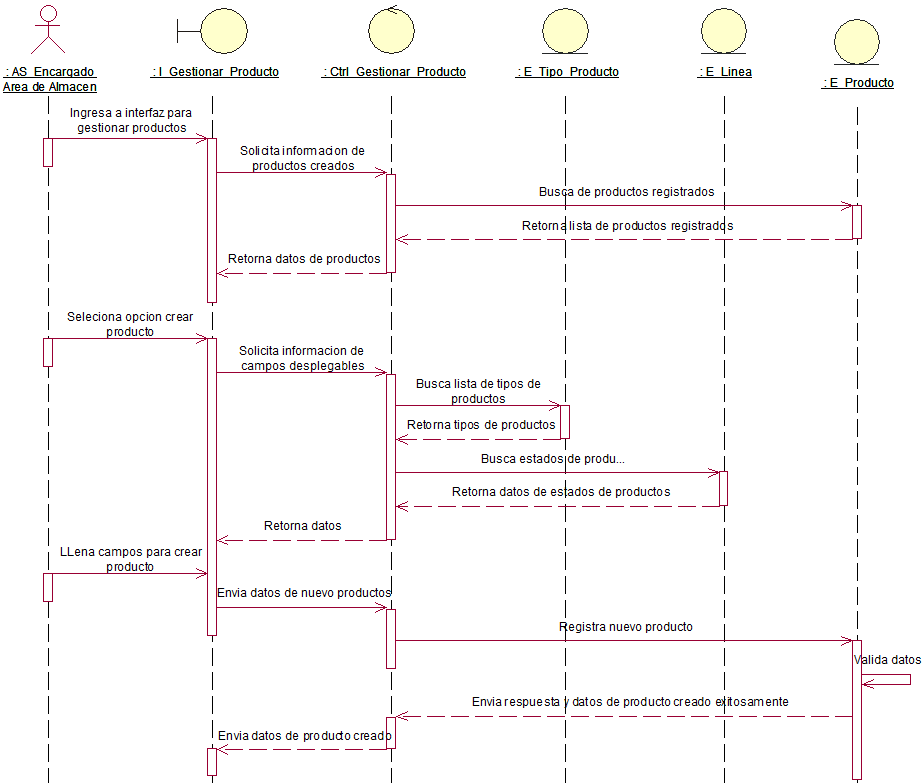 : AS_Encargado
Area de Almacen
: I_Gestionar_Producto
: Ctrl_Gestionar_Producto
: E_Tipo_Producto
: E_Linea
: E_Producto
Ingresa a interfaz para
gestionar productos
Solicita informacion de
productos creados
Busca de productos registrados
Retorna lista de productos registrados
Retorna datos de productos
Seleciona opcion crear
producto
Solicita informacion de
campos desplegables
Busca lista de tipos de
productos
Retorna tipos de productos
Busca estados de produ...
Retorna datos de estados de productos
Retorna datos
LLena campos para crear
producto
Envia datos de nuevo productos
Registra nuevo producto
Valida datos
Envia respuesta y datos de producto creado exitosamente
Envia datos de producto creado